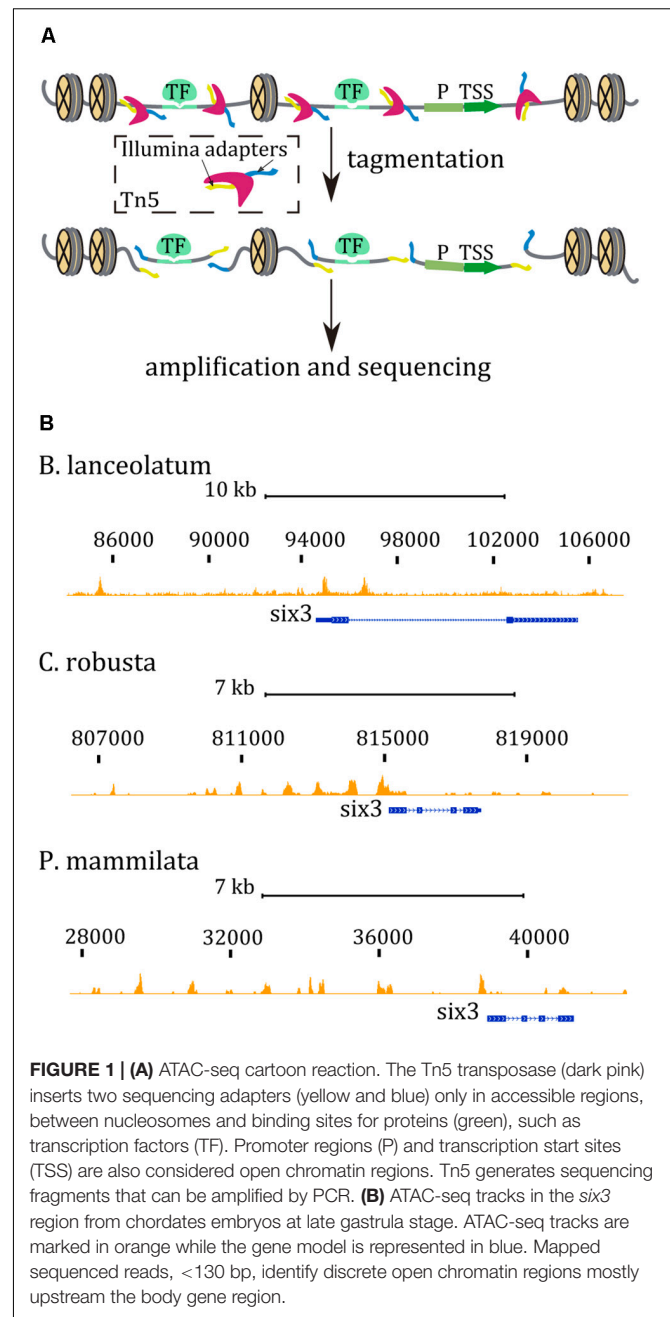 A
TF
TF
P TSS
Illumina adapters
Tn5
tagmentation
TF
TF
P TSS
amplification and sequencing
B
B. lanceolatum
10 kb
86000 90000 94000 98000 102000 106000
six3
C. robusta
7 kb
807000 811000 815000 819000
six3
P. mammilata
7 kb
28000 32000 36000 40000
six3
FIGURE 1 | (A) ATAC-seq cartoon reaction. The Tn5 transposase (dark pink)
inserts two sequencing adapters (yellow and blue) only in accessible regions,
between nucleosomes and binding sites for proteins (green), such as
transcription factors (TF). Promoter regions (P) and transcription start sites
(TSS) are also considered open chromatin regions. Tn5 generates sequencing
fragments that can be amplified by PCR. (B) ATAC-seq tracks in the six3
region from chordates embryos at late gastrula stage. ATAC-seq tracks are
marked in orange while the gene model is represented in blue. Mapped
sequenced reads, <130 bp, identify discrete open chromatin regions mostly
upstream the body gene region.